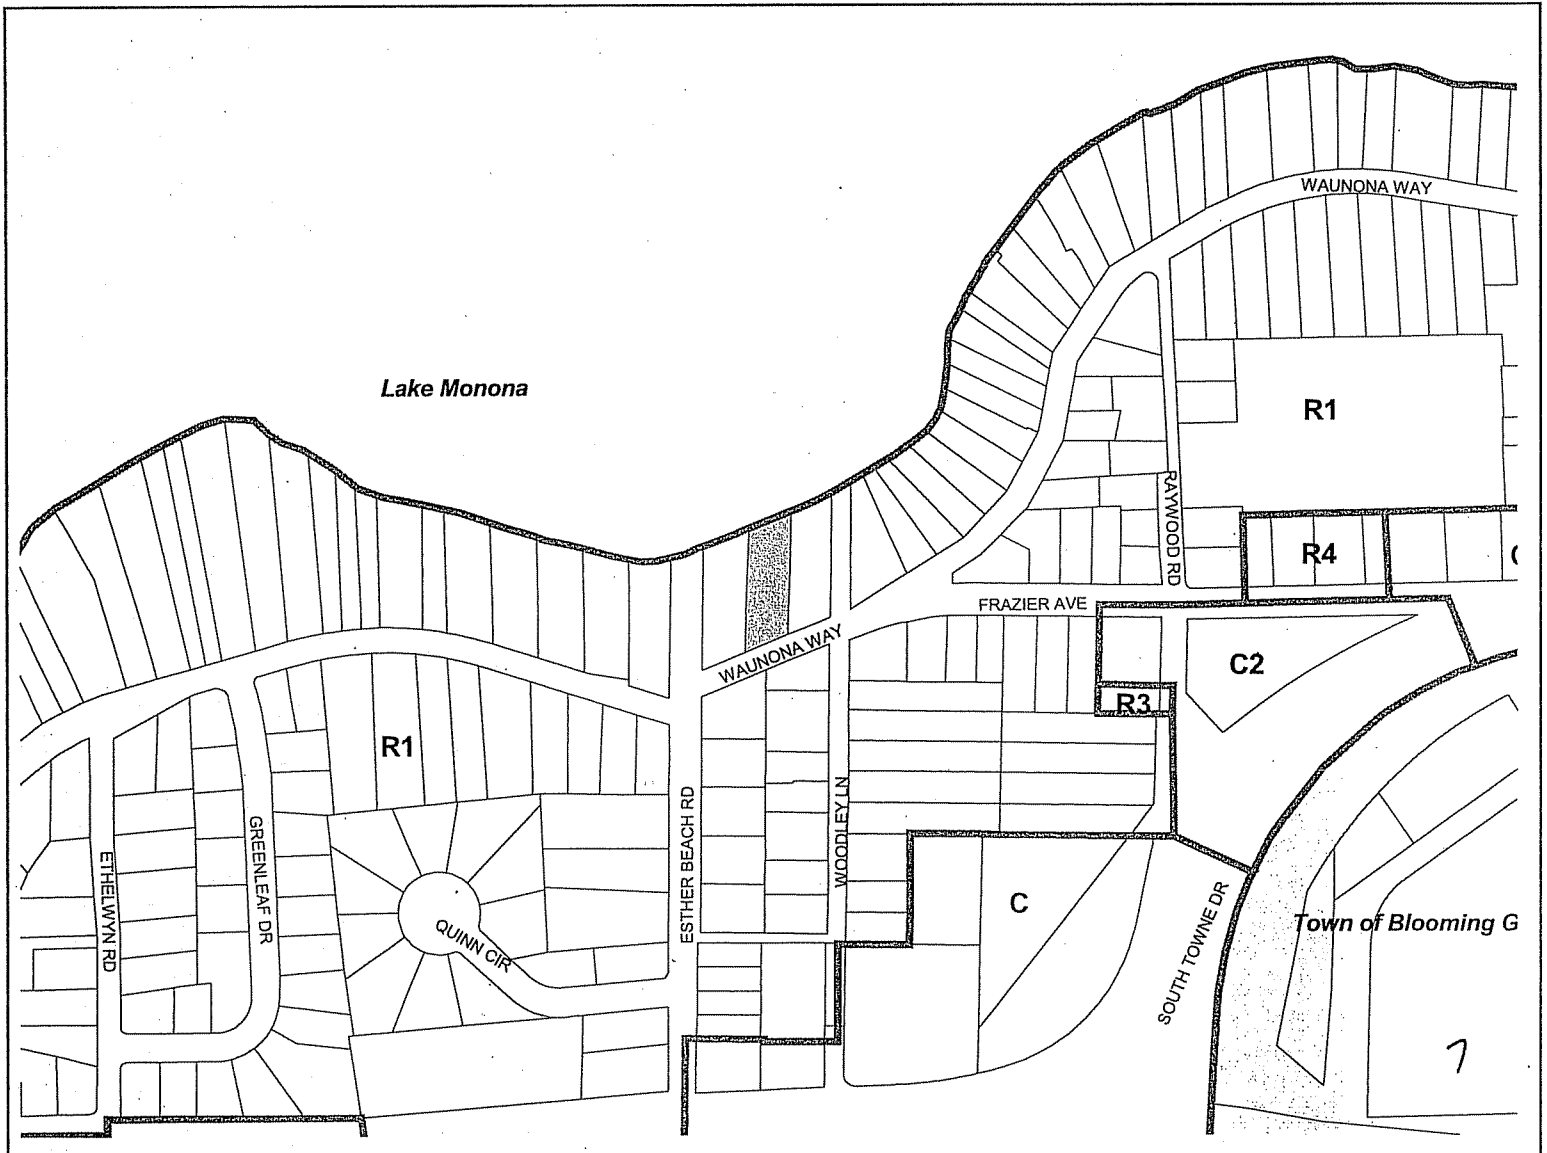 WAUNONA WAY
Lake Monona
R1
RAYWOOD RD
R4
FRAZIER AVE
WAUNONA WAY
C2
R3
R1
ESTHER BEACH RD
WOODLEY LN
GREENLEAF DR
ETHELWYN RD
C
QUINN CIR
SOUTH TOWNE DR
Town of Blooming G
7